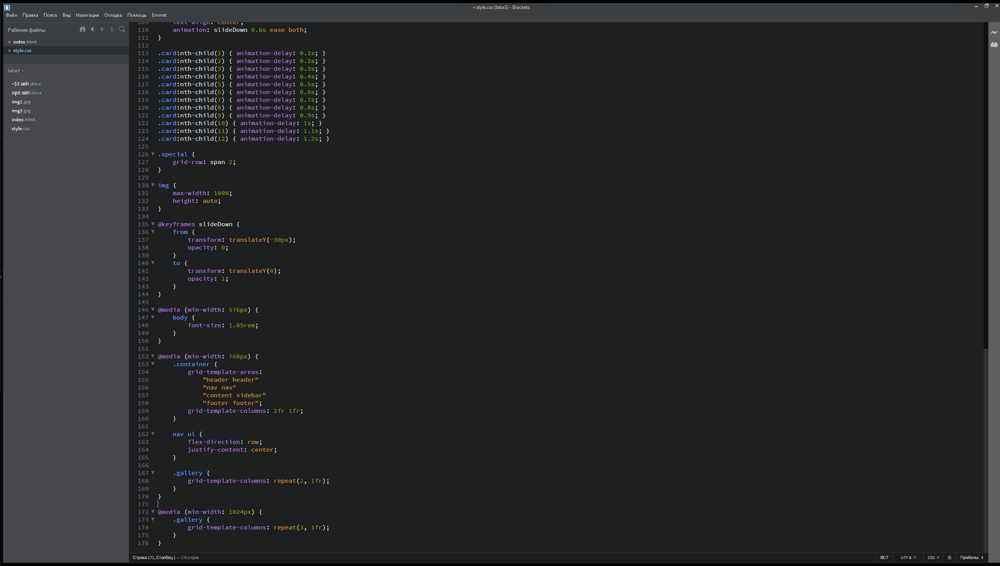 • style.css (laba3) - Brackets
Файл Правка Поиск Вид Навигация Отладка Помощь Emmet
Рабочие файлы
• index.html
• style.css
laba3
~$3 звіт.docx
лр3 звіт.docx
img1.jpg
img2.jpg
index.html
style.css
109 text-align: center;
110 animation: slideDown 0.6s ease both;
111 }
112
113 .card:nth-child(1) { animation-delay: 0.1s; }
114 .card:nth-child(2) { animation-delay: 0.2s; }
115 .card:nth-child(3) { animation-delay: 0.3s; }
116 .card:nth-child(4) { animation-delay: 0.4s; }
117 .card:nth-child(5) { animation-delay: 0.5s; }
118 .card:nth-child(6) { animation-delay: 0.6s; }
119 .card:nth-child(7) { animation-delay: 0.7s; }
120 .card:nth-child(8) { animation-delay: 0.8s; }
121 .card:nth-child(9) { animation-delay: 0.9s; }
122 .card:nth-child(10) { animation-delay: 1s; }
123 .card:nth-child(11) { animation-delay: 1.1s; }
124 .card:nth-child(12) { animation-delay: 1.2s; }
125
126 .special {
127 grid-row: span 2;
128 }
129
130 img {
131 max-width: 100%;
132 height: auto;
133 }
134
135 @keyframes slideDown {
136 from {
137 transform: translateY(-30px);
138 opacity: 0;
139 }
140 to {
141 transform: translateY(0);
142 opacity: 1;
143 }
144 }
145
146 @media (min-width: 576px) {
147 body {
148 font-size: 1.05rem;
149 }
150 }
151
152 @media (min-width: 768px) {
153 .container {
154 grid-template-areas:
155 "header header"
156 "nav nav"
157 "content sidebar"
158 "footer footer";
159 grid-template-columns: 2fr 1fr;
160 }
161
162 nav ul {
163 flex-direction: row;
164 justify-content: center;
165 }
166
167 .gallery {
168 grid-template-columns: repeat(2, 1fr);
169 }
170 }
171
172 @media (min-width: 1024px) {
173 .gallery {
174 grid-template-columns: repeat(3, 1fr);
175 }
176 }
Строка 171, Столбец 1 — 176 строк
ВСТ UTF-8 CSS Пробелы: 4